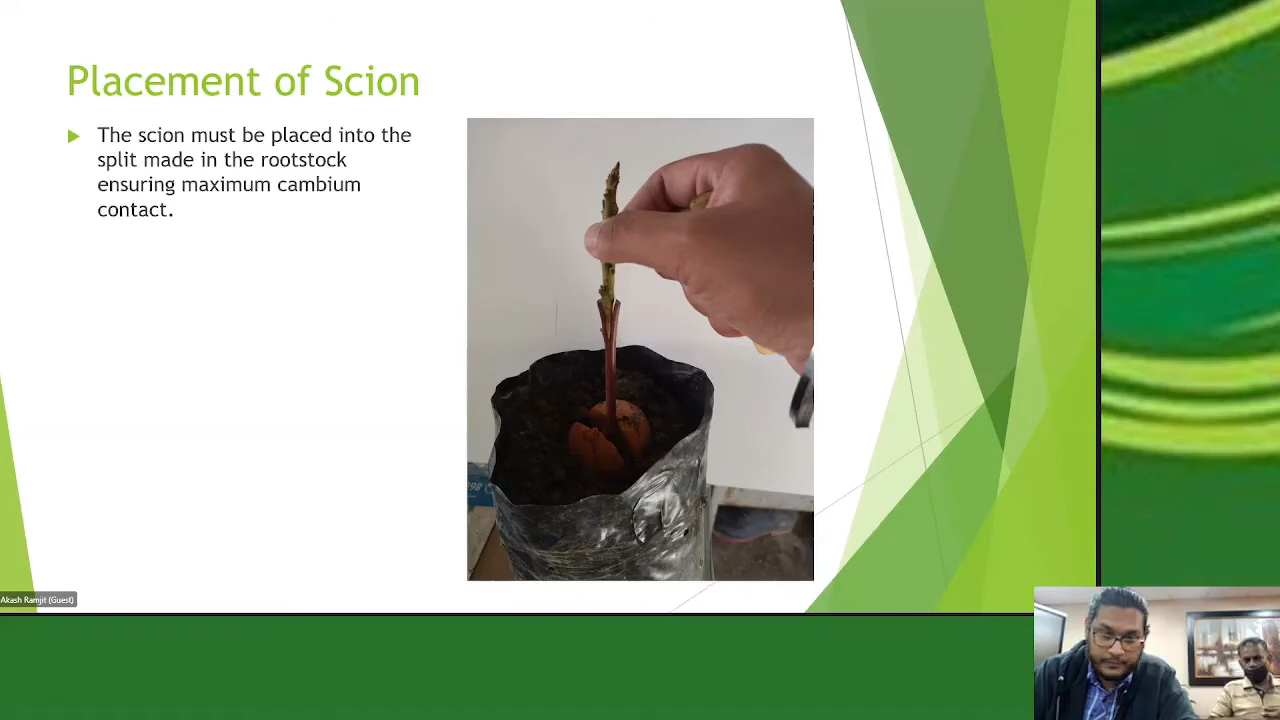 Placement of Scion
The scion must be placed into the
split made in the rootstock
ensuring maximum cambium
contact.
Akash Ramjit (Guest)